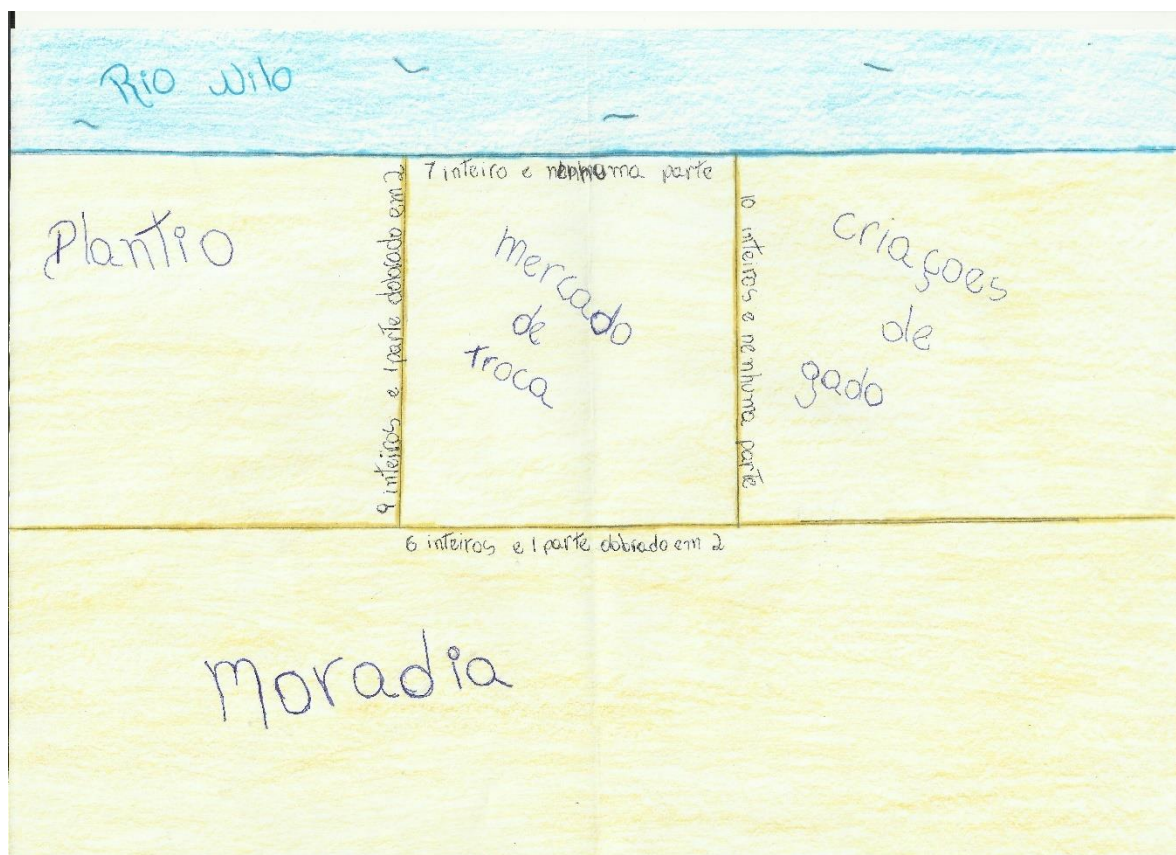 Rio Nilo
7 inteiro e nenhuma parte
Plantio
9 inteiros e 1 parte dobrado em 2
mercado
de
troca
10 inteiros e nenhuma parte
criaçoes
de
gado
6 inteiros e 1 parte dobrado em 2
Moradia